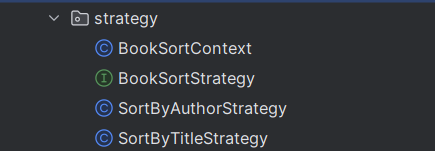 strategy
C BookSortContext
I BookSortStrategy
C SortByAuthorStrategy
C SortByTitleStrategy